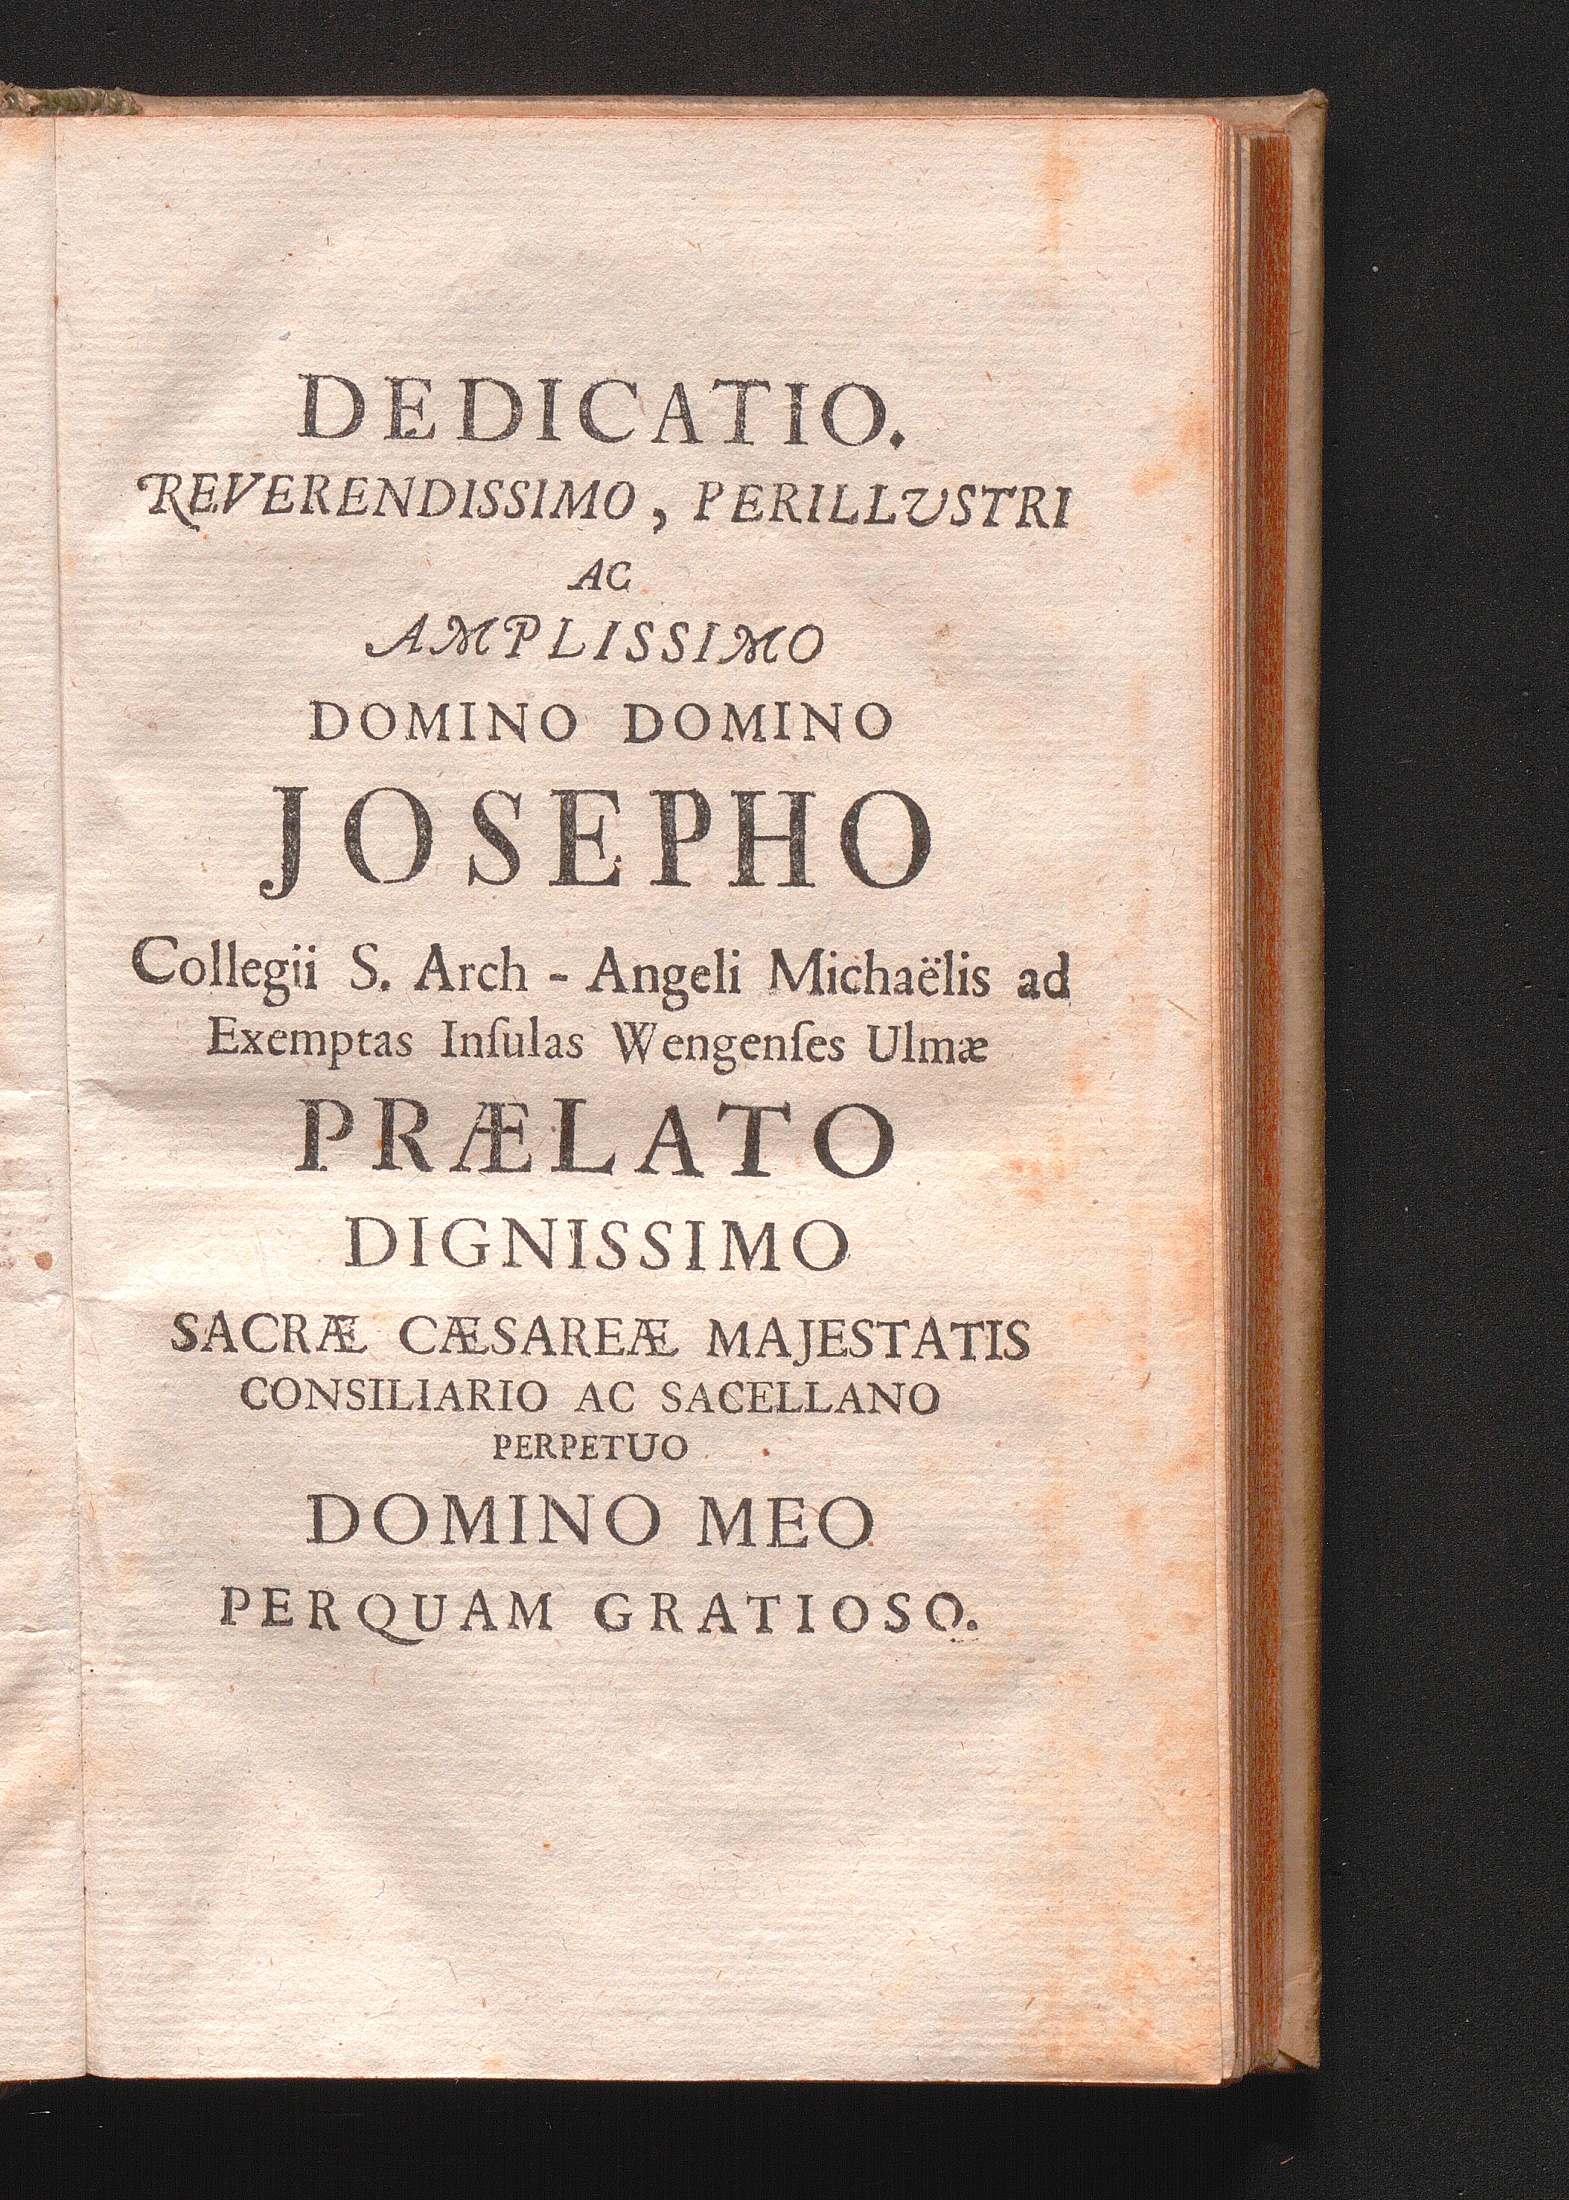 DEDICATIO.
REVERENDISSIMO, PERILLUSTRI
AC
AMPLISSIMO
DOMINO DOMINO
JOSEPHO
Collegii S. Arch - Angeli Michaëlis ad
Exemptas Inſulas Wengenſes Ulmæ
PRÆLATO
DIGNISSIMO
SACRÆ CÆSAREÆ MAJESTATIS
CONSILIARIO AC SACELLANO
PERPETUO
DOMINO MEO
PERQUAM GRATIOSO.